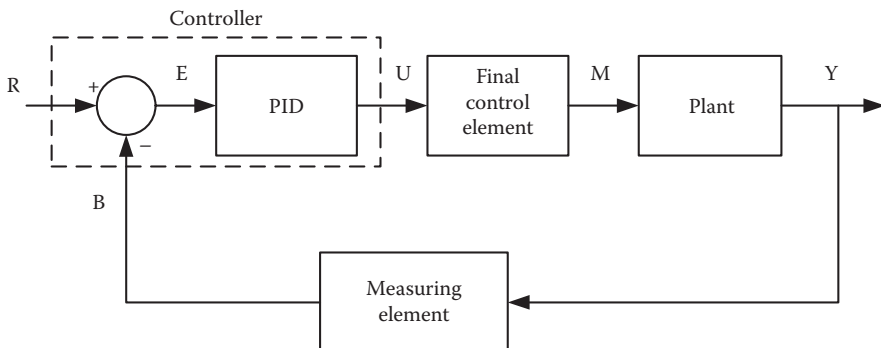 Controller
R
+
−
E
PID
U
Final
control
element
M
Plant
Y
B
Measuring
element